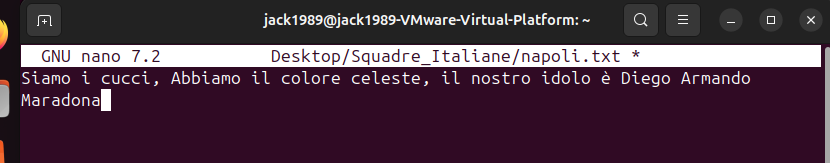 jack1989@jack1989-VMware-Virtual-Platform: ~
GNU nano 7.2 Desktop/Squadre_Italiane/napoli.txt *
Siamo i cucci, Abbiamo il colore celeste, il nostro idolo è Diego Armando
Maradona